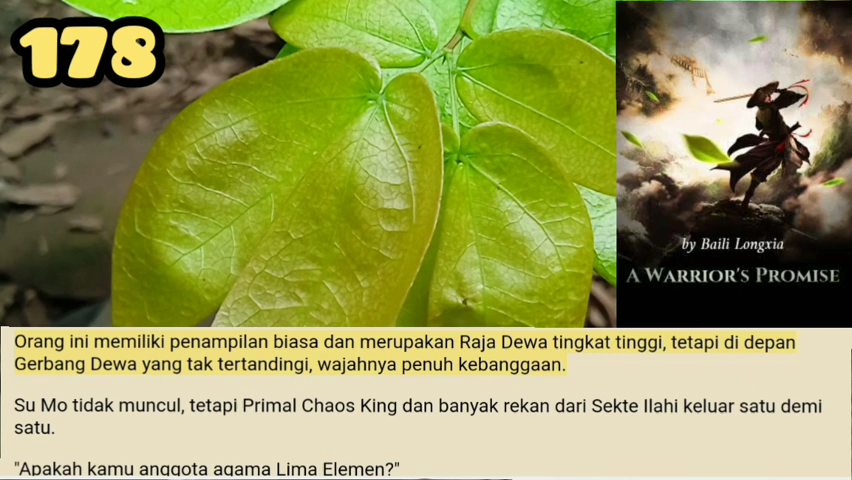 178
by Baili Longxia
A WARRIOR'S PROMISE
Orang ini memiliki penampilan biasa dan merupakan Raja Dewa tingkat tinggi, tetapi di depan
Gerbang Dewa yang tak tertandingi, wajahnya penuh kebanggaan.
Su Mo tidak muncul, tetapi Primal Chaos King dan banyak rekan dari Sekte Ilahi keluar satu demi
satu.
"Apakah kamu anggota agama Lima Elemen?"